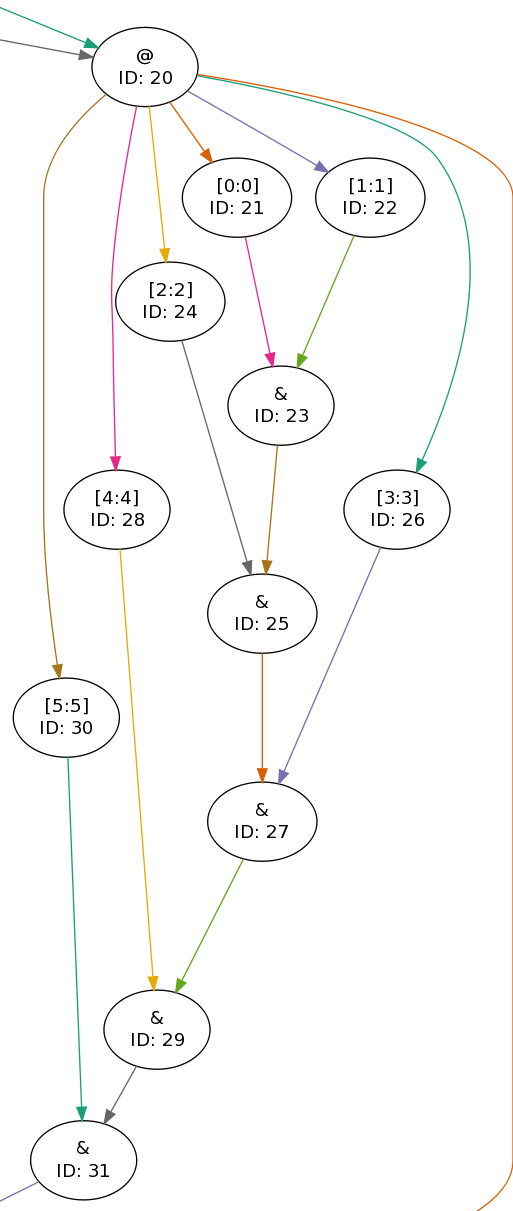 @
ID: 20
[0:0]
ID: 21
[1:1]
ID: 22
[2:2]
ID: 24
&
ID: 23
[4:4]
ID: 28
[3:3]
ID: 26
&
ID: 25
[5:5]
ID: 30
&
ID: 27
&
ID: 29
&
ID: 31